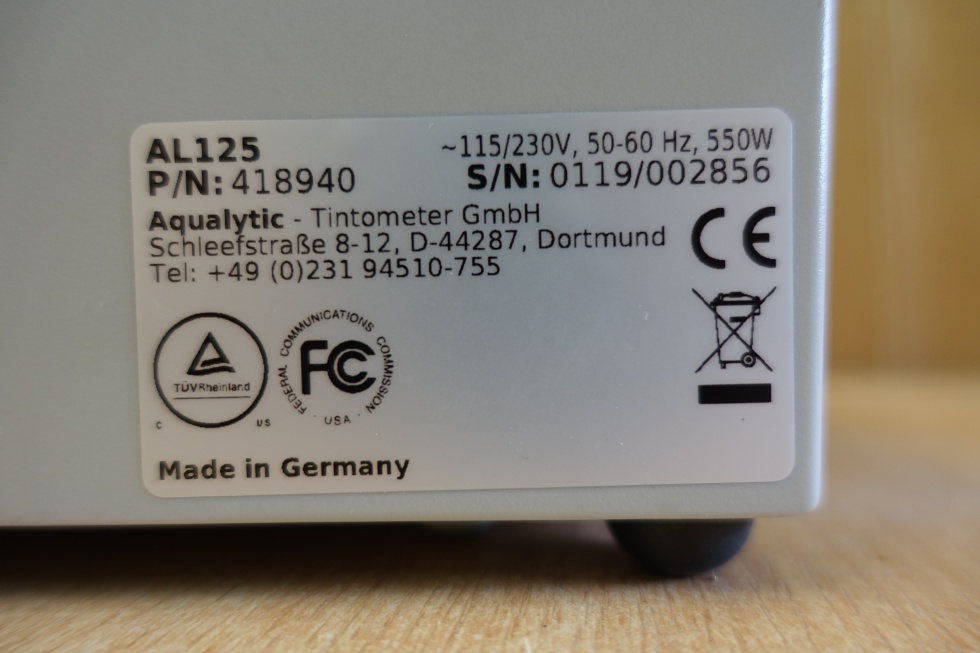 AL125
~115/230V, 50-60 Hz, 550W
P/N: 418940
S/N: 0119/002856
Aqualytic - Tintometer GmbH
Schleefstraße 8-12, D-44287, Dortmund
Tel: +49 (0)231 94510-755
CE
TÜVRheinland
C US
FEDERAL COMMUNICATIONS COMMISSION
· USA ·
FC
Made in Germany